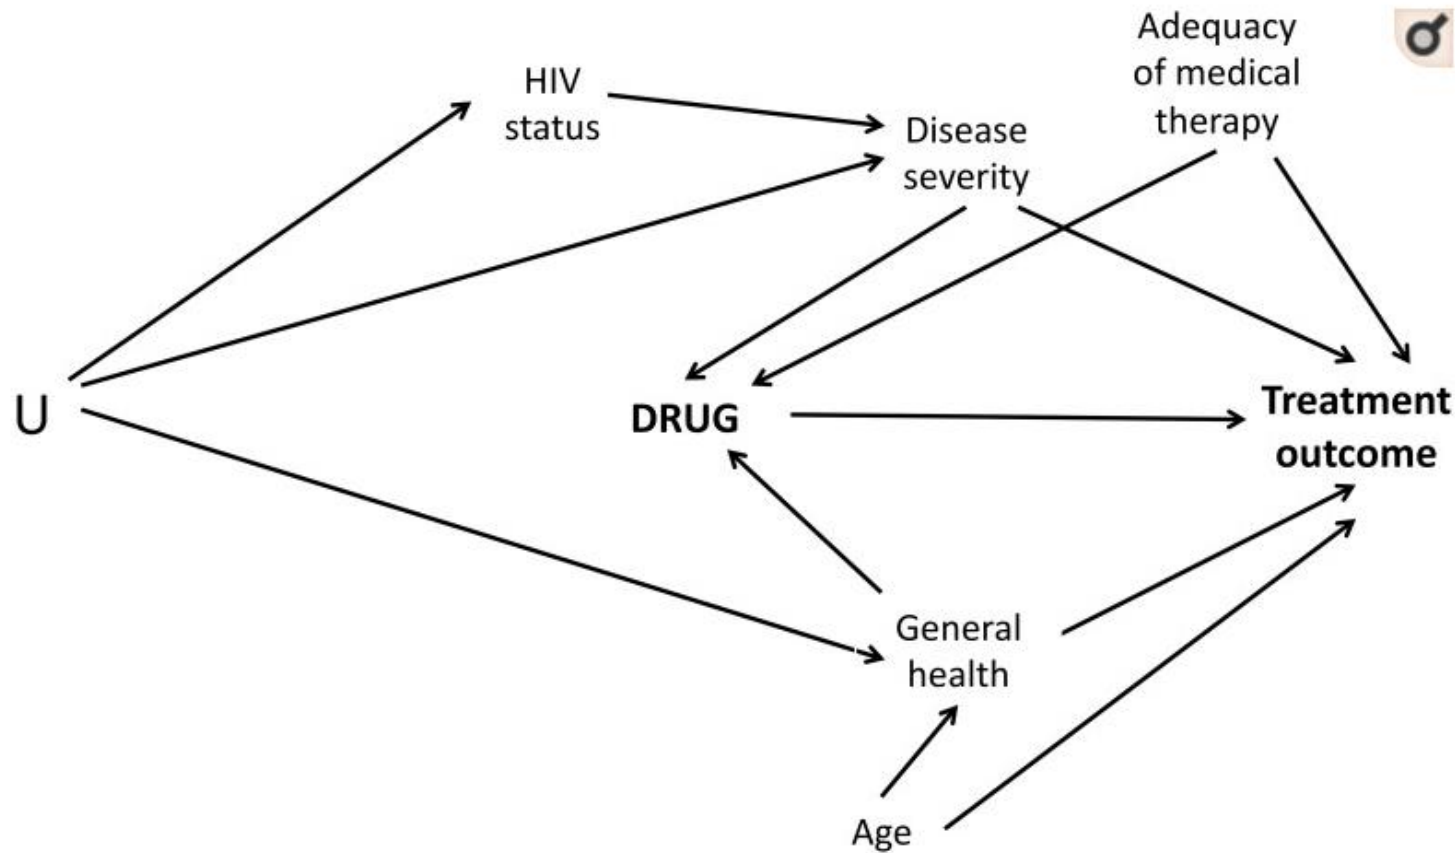 Adequacy
of medical
therapy
HIV
status
Disease
severity
U
DRUG
Treatment
outcome
General
health
Age